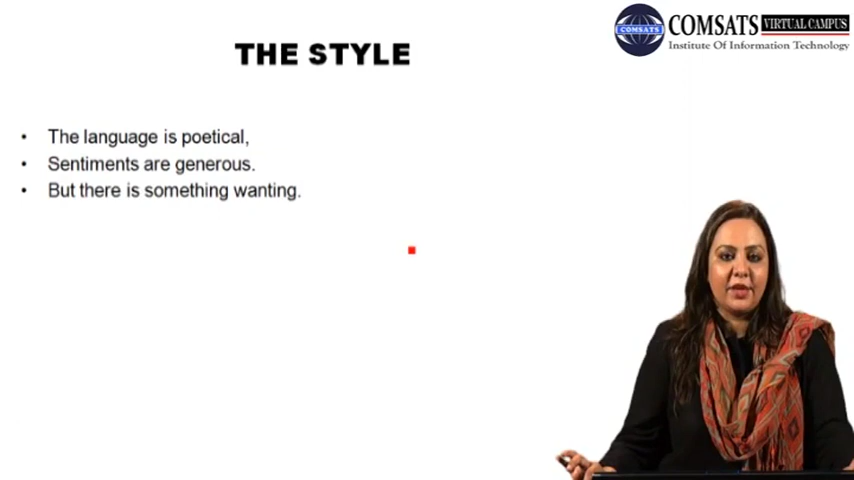 COMSATS VIRTUAL CAMPUS
Institute Of Information Technology
COMSATS
THE STYLE
• The language is poetical,
• Sentiments are generous.
• But there is something wanting.